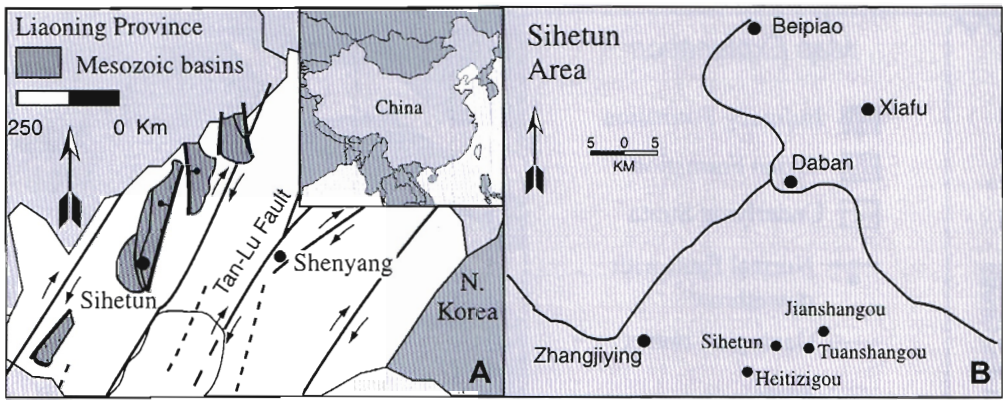 Liaoning Province
Mesozoic basins
250 0 Km
China
Tan-Lu Fault
Shenyang
Sihetun
N.
Korea
A
Sihetun
Area
Beipiao
Xiafu
5 0 5
KM
Daban
Jianshangou
Sihetun
Tuanshangou
Zhangjiying
Heitizigou
B